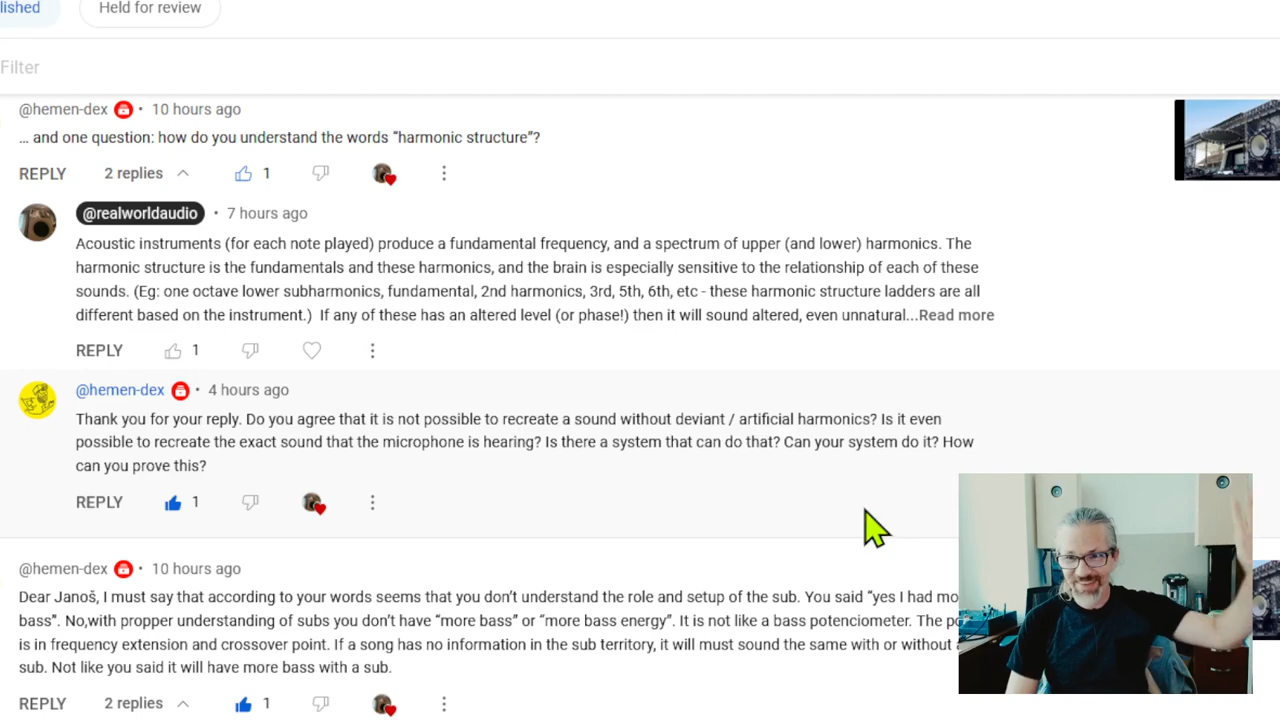 lished
Held for review
Filter
@hemen-dex • 10 hours ago
... and one question: how do you understand the words “harmonic structure”?
REPLY 2 replies 1
@realworldaudio • 7 hours ago
Acoustic instruments (for each note played) produce a fundamental frequency, and a spectrum of upper (and lower) harmonics. The
harmonic structure is the fundamentals and these harmonics, and the brain is especially sensitive to the relationship of each of these
sounds. (Eg: one octave lower subharmonics, fundamental, 2nd harmonics, 3rd, 5th, 6th, etc - these harmonic structure ladders are all
different based on the instrument.) If any of these has an altered level (or phase!) then it will sound altered, even unnatural...Read more
REPLY 1
@hemen-dex • 4 hours ago
Thank you for your reply. Do you agree that it is not possible to recreate a sound without deviant / artificial harmonics? Is it even
possible to recreate the exact sound that the microphone is hearing? Is there a system that can do that? Can your system do it? How
can you prove this?
REPLY 1
@hemen-dex • 10 hours ago
Dear Janoš, I must say that according to your words stems that you don’t understand the role and setup of the sub. You said “yes I had mo
bass”. No,with propper understanding of subs you don’t have “more bass” or “more bass energy”. It is not like a bass potenciometer. The po
is in frequency extension and crossover point. If a song has no information in the sub territory, it will must sound the same with or without
sub. Not like you said it will have more bass with a sub.
REPLY 2 replies 1